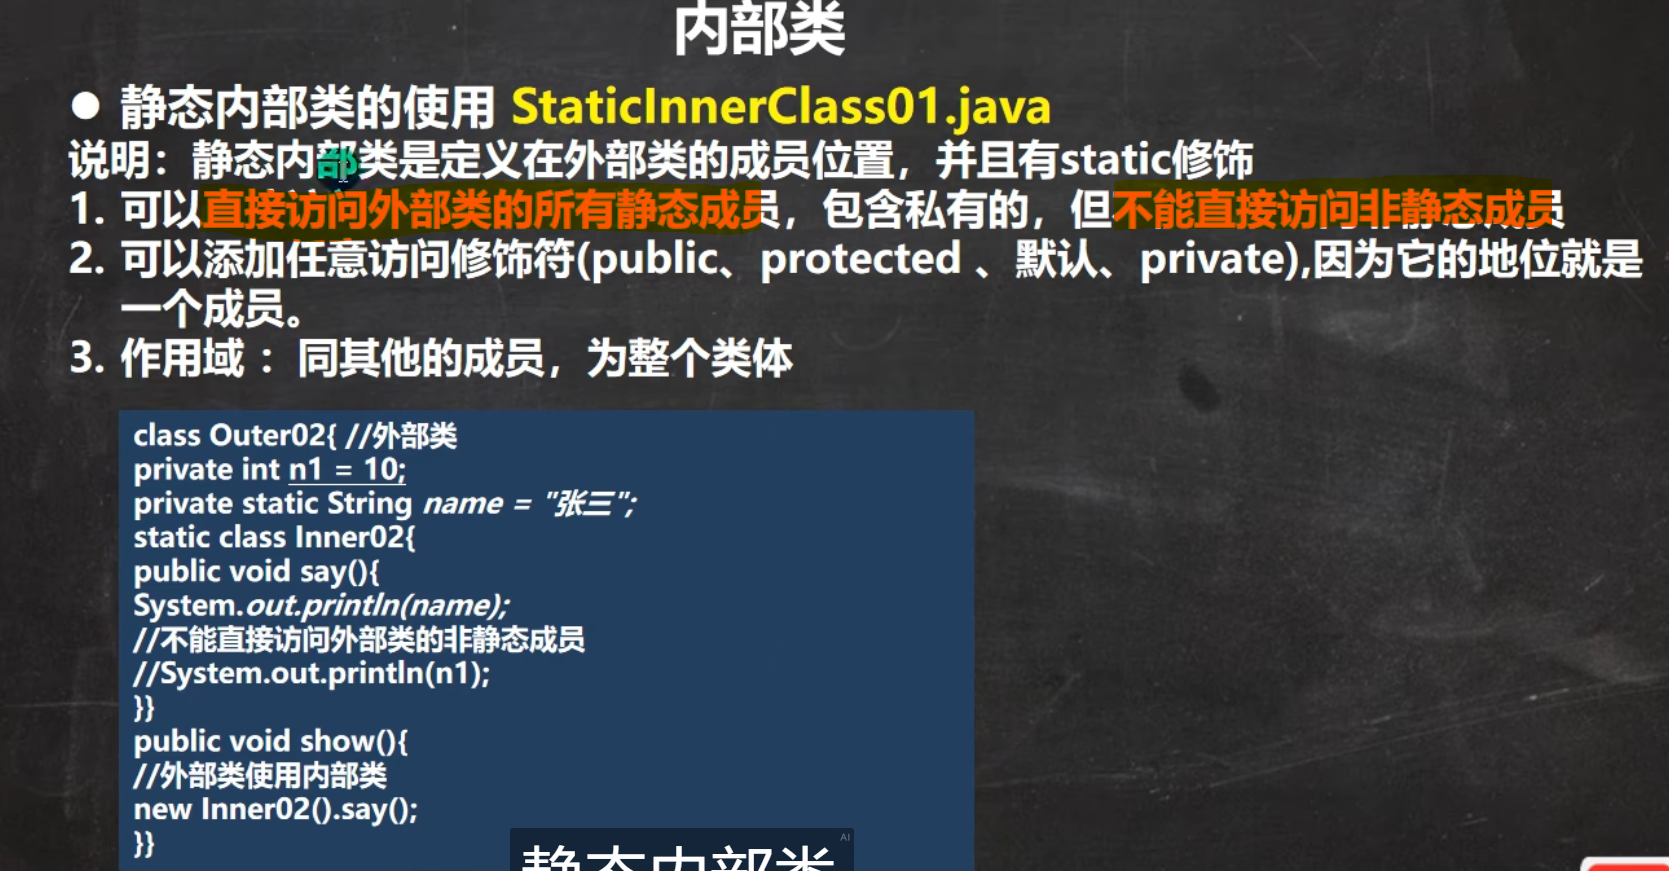 内部类
● 静态内部类的使用 StaticInnerClass01.java
说明：静态内部类是定义在外部类的成员位置，并且有static修饰
1. 可以直接访问外部类的所有静态成员，包含私有的，但不能直接访问非静态成员
2. 可以添加任意访问修饰符(public、protected 、默认、private),因为它的地位就是
一个成员。
3. 作用域 ：同其他的成员，为整个类体
class Outer02{ //外部类
private int n1 = 10;
private static String name = "张三";
static class Inner02{
public void say(){
System.out.println(name);
//不能直接访问外部类的非静态成员
//System.out.println(n1);
}}
public void show(){
//外部类使用内部类
new Inner02().say();
}}
AI
静态内部类